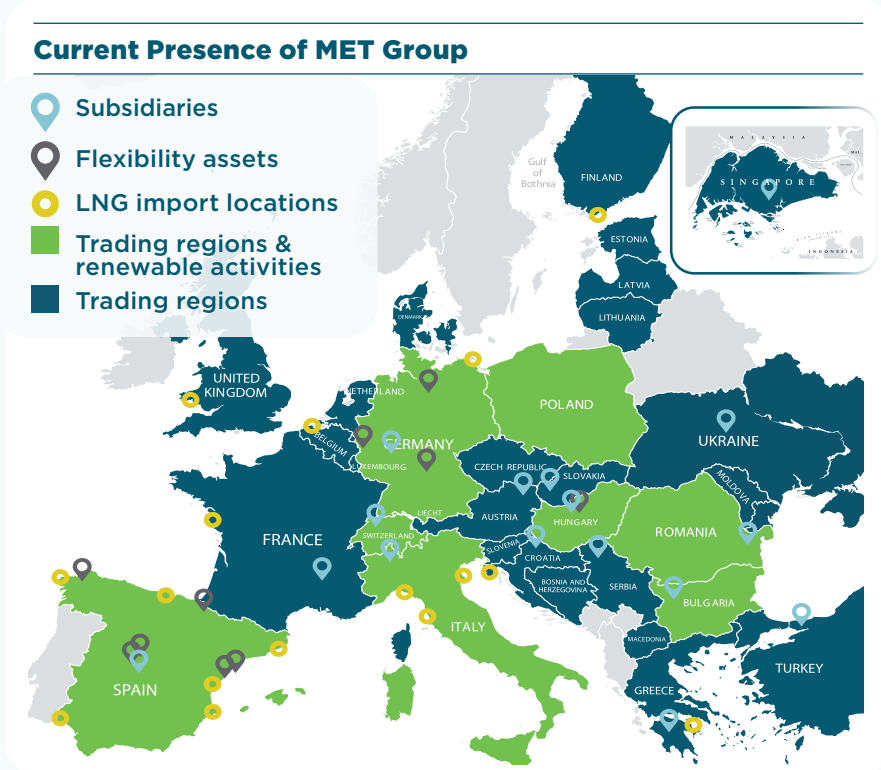 Current Presence of MET Group
Subsidiaries
Flexibility assets
LNG import locations
Trading regions &
renewable activities
Trading regions
Gulf
of
Bothnia
FINLAND
MALAYSIA
SINGAPORE
INDONESIA
ESTONIA
LATVIA
LITHUANIA
DENMARK
UNITED
KINGDOM
NETHERLAND
BELGIUM
LUXEMBOURG
GERMANY
POLAND
UKRAINE
CZECH REPUBLIC
SLOVAKIA
MOLDOVA
LIECHT
AUSTRIA
HUNGARY
SWITZERLAND
FRANCE
ROMANIA
SLOVENIA
CROATIA
BOSNIA AND
HERZEGOVINA
SERBIA
BULGARIA
ITALY
MACEDONIA
SPAIN
GREECE
TURKEY